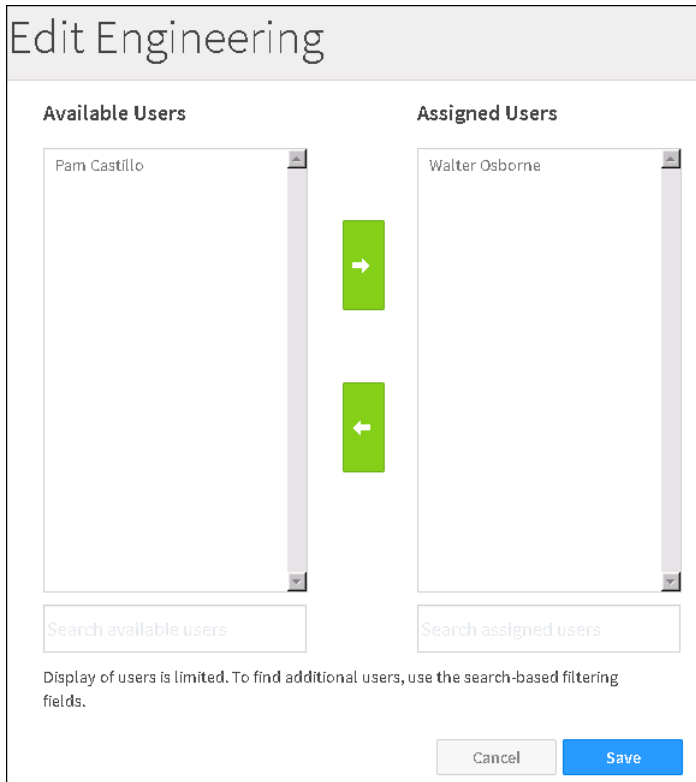 Edit Engineering
Available Users
Assigned Users
Pam Castillo
Walter Osborne
Search available users
Search assigned users
Display of users is limited. To find additional users, use the search-based filtering
fields.
Cancel
Save